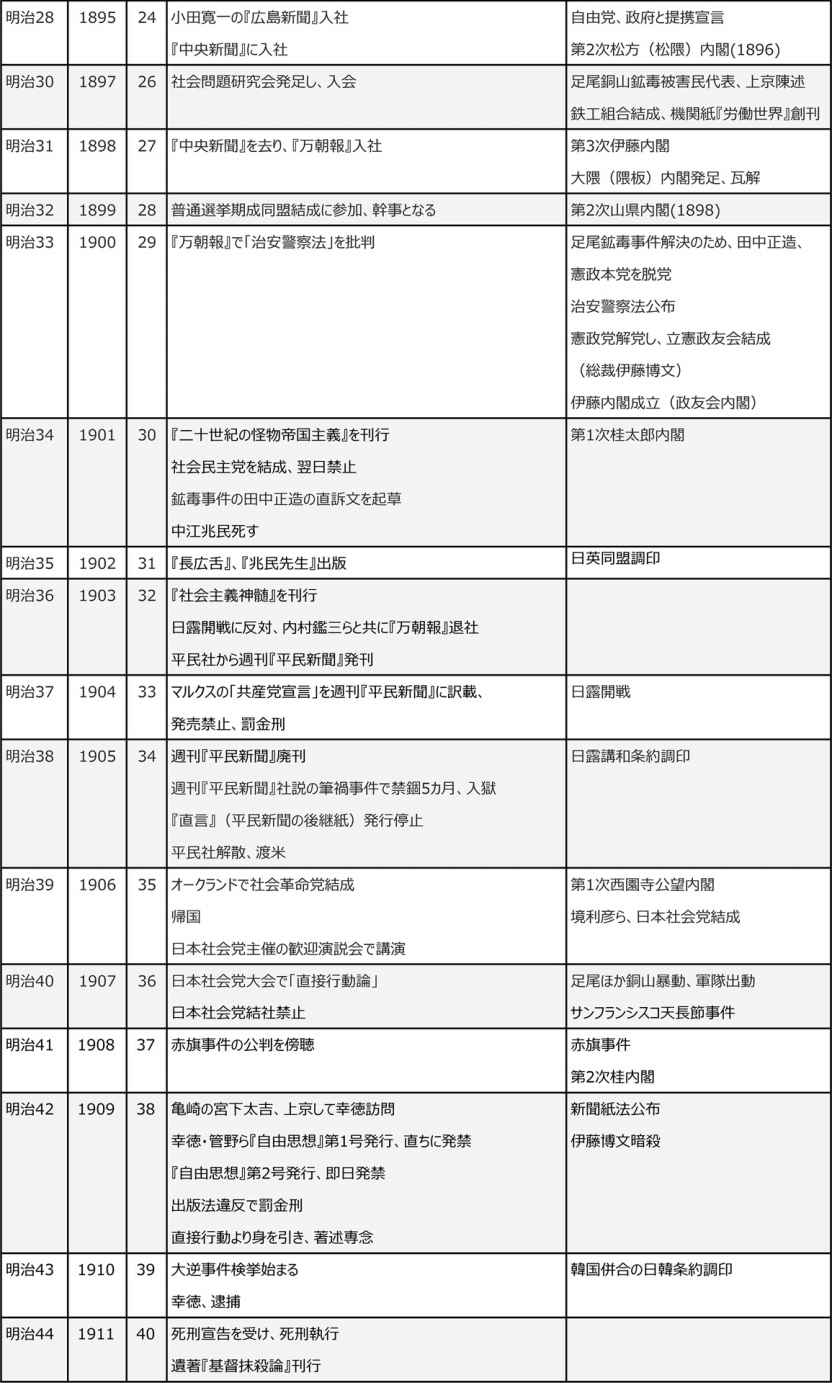 明治28 1895 24 小田寛一の『広島新聞』入社 自由党、政府と提携宣言
『中央新聞』に入社 第2次松方（松隈）内閣(1896)
明治30 1897 26 社会問題研究会発足し、入会 足尾銅山鉱毒被害民代表、上京陳述
鉄工組合結成、機関紙『労働世界』創刊
明治31 1898 27 『中央新聞』を去り、『万朝報』入社 第3次伊藤内閣
大隈（隈板）内閣発足、瓦解
明治32 1899 28 普通選挙期成同盟結成に参加、幹事となる 第2次山県内閣(1898)
明治33 1900 29 『万朝報』で「治安警察法」を批判 足尾鉱毒事件解決のため、田中正造、
憲政本党を脱党
治安警察法公布
憲政党解党し、立憲政友会結成
（総裁伊藤博文）
伊藤内閣成立（政友会内閣）
明治34 1901 30 『二十世紀の怪物帝国主義』を刊行 第1次桂太郎内閣
社会民主党を結成、翌日禁止
鉱毒事件の田中正造の直訴文を起草
中江兆民死す
明治35 1902 31 『長広舌』、『兆民先生』出版 日英同盟調印
明治36 1903 32 『社会主義神髄』を刊行
日露開戦に反対、内村鑑三らと共に『万朝報』退社
平民社から週刊『平民新聞』発刊
明治37 1904 33 マルクスの「共産党宣言」を週刊『平民新聞』に訳載、 日露開戦
発売禁止、罰金刑
明治38 1905 34 週刊『平民新聞』廃刊 日露講和条約調印
週刊『平民新聞』社説の筆禍事件で禁錮5カ月、入獄
『直言』（平民新聞の後継紙）発行停止
平民社解散、渡米
明治39 1906 35 オークランドで社会革命党結成 第1次西園寺公望内閣
帰国 境利彦ら、日本社会党結成
日本社会党主催の歓迎演説会で講演
明治40 1907 36 日本社会党大会で「直接行動論」 足尾ほか銅山暴動、軍隊出動
日本社会党結社禁止 サンフランシスコ天長節事件
明治41 1908 37 赤旗事件の公判を傍聴 赤旗事件
第2次桂内閣
明治42 1909 38 亀崎の宮下太吉、上京して幸徳訪問 新聞紙法公布
幸徳・管野ら『自由思想』第1号発行、直ちに発禁 伊藤博文暗殺
『自由思想』第2号発行、即日発禁
出版法違反で罰金刑
直接行動より身を引き、著述専念
明治43 1910 39 大逆事件検挙始まる 韓国併合の日韓条約調印
幸徳、逮捕
明治44 1911 40 死刑宣告を受け、死刑執行
遺著『基督抹殺論』刊行